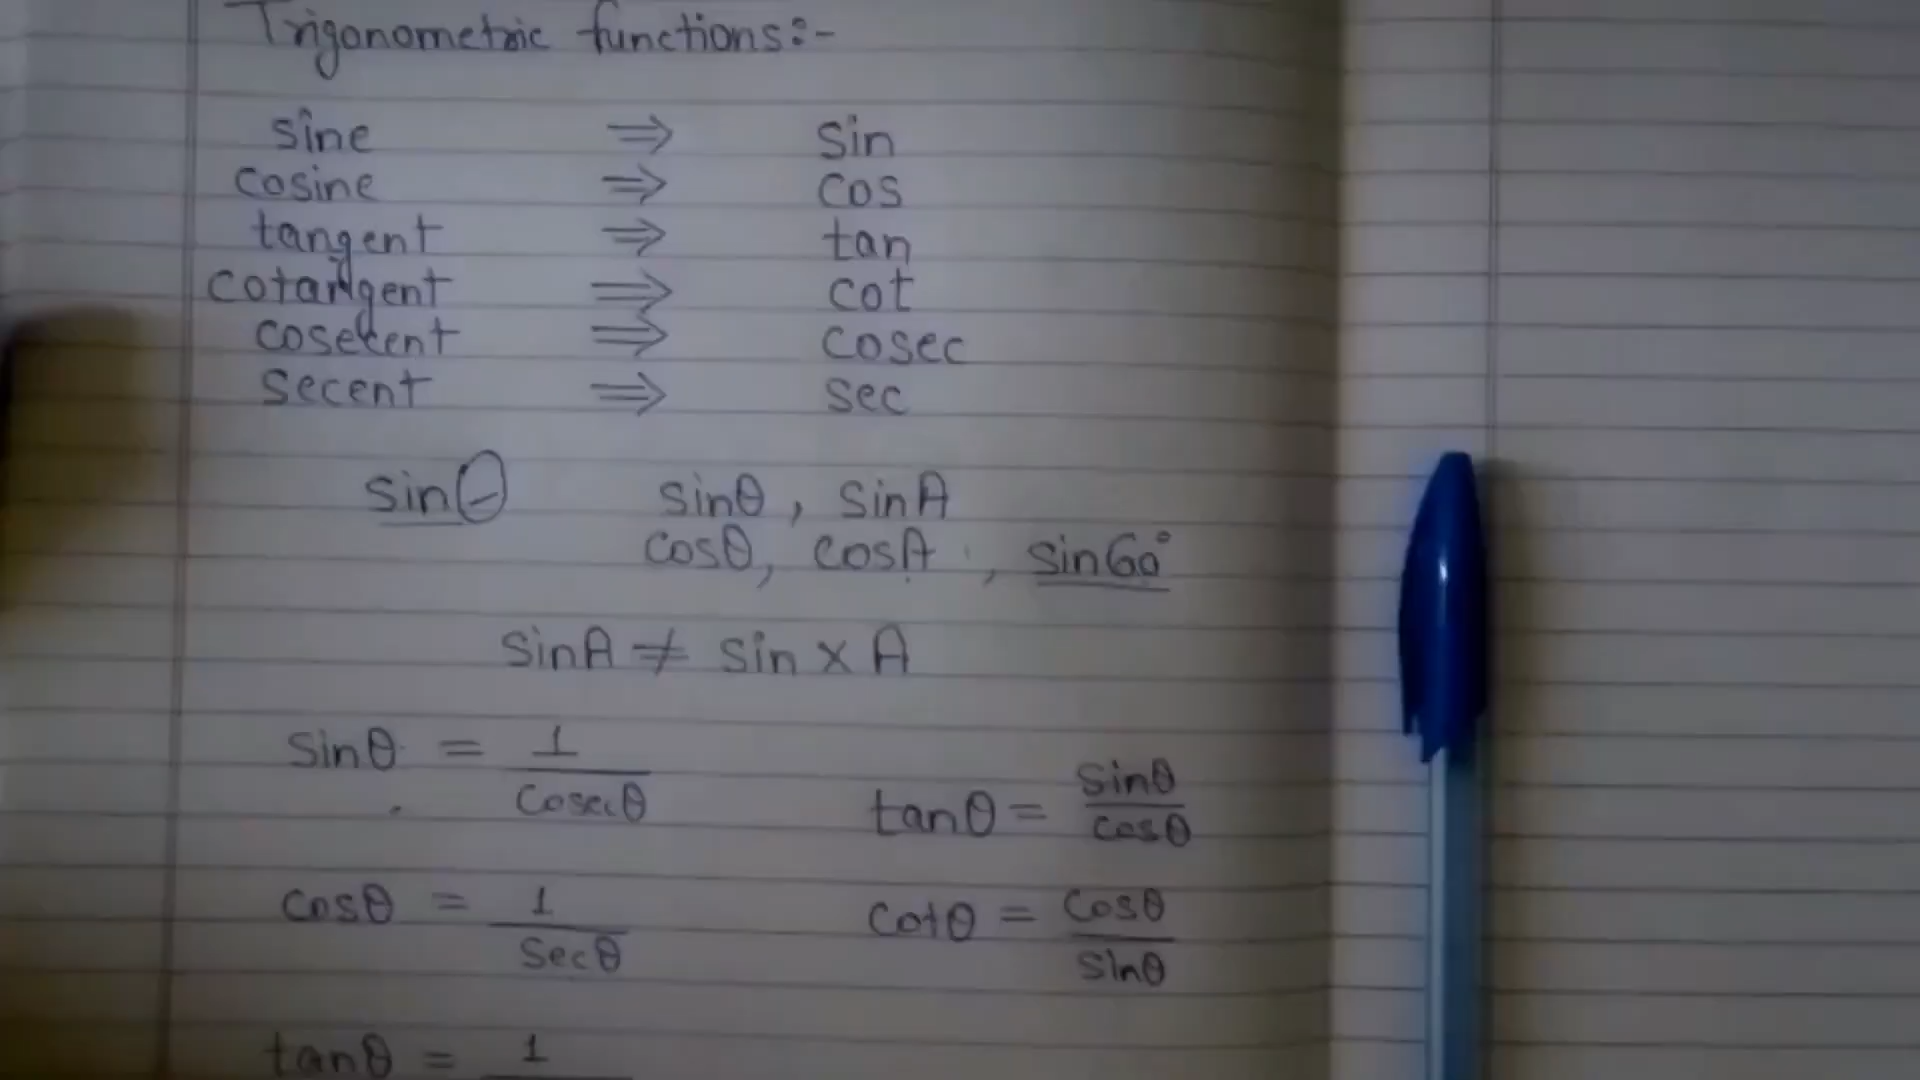 Trigonometric functions:-
sine ⇒ sin
cosine ⇒ cos
tangent ⇒ tan
cotangent ⇒ cot
cosecent ⇒ cosec
secent ⇒ sec
sinθ sinθ, sinA
cosθ, cosA, sin60°
sinA ≠ sin x A
sinθ = 1/cosecθ tanθ = sinθ/cosθ
cosθ = 1/secθ cotθ = cosθ/sinθ
tanθ = 1